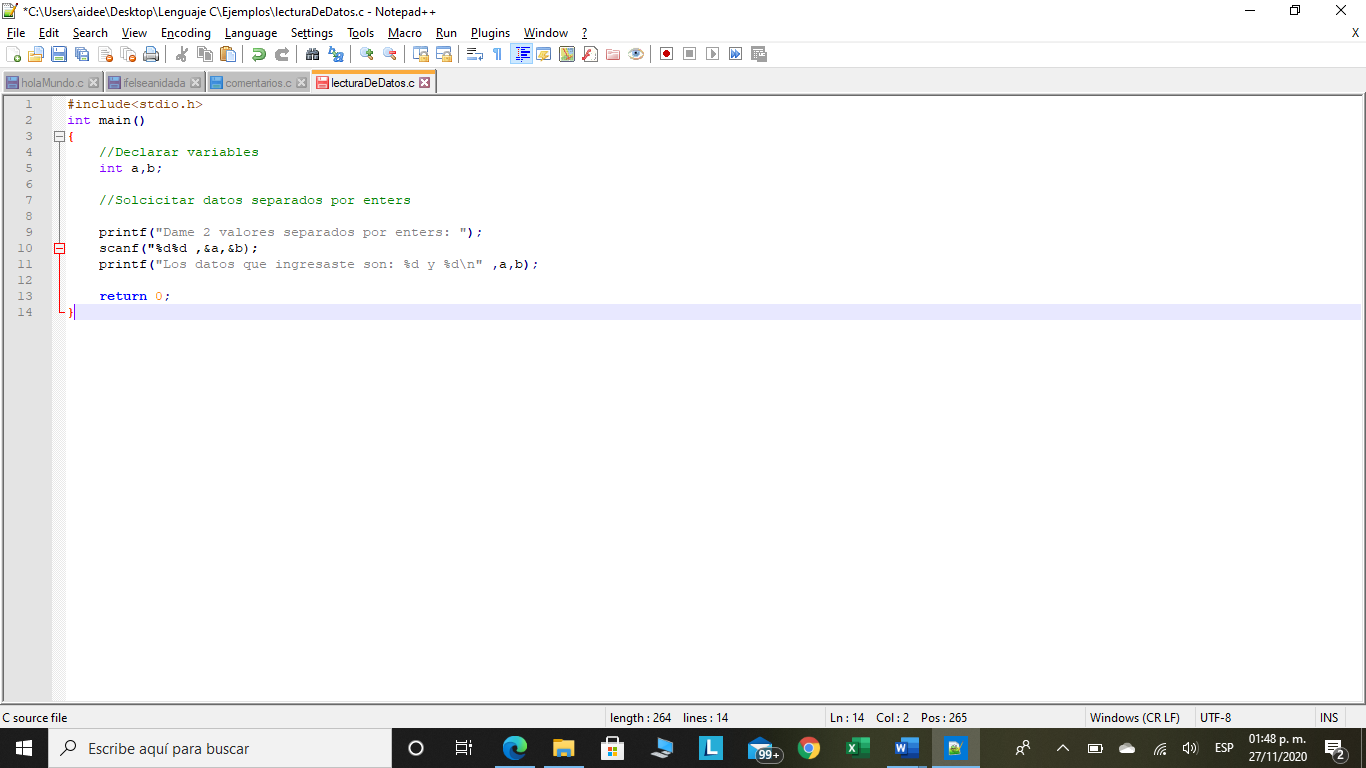 *C:\Users\aidee\Desktop\Lenguaje C\Ejemplos\lecturaDeDatos.c - Notepad++
File Edit Search View Encoding Language Settings Tools Macro Run Plugins Window ? X
holaMundo.c ifelseanidada comentarios.c lecturaDeDatos.c
1 #include<stdio.h>
2 int main()
3 {
4 //Declarar variables
5 int a,b;
6
7 //Solcicitar datos separados por enters
8
9 printf("Dame 2 valores separados por enters: ");
10 scanf("%d%d ,&a,&b);
11 printf("Los datos que ingresaste son: %d y %d\n" ,a,b);
12
13 return 0;
14 }
C source file length : 264 lines : 14 Ln : 14 Col : 2 Pos : 265 Windows (CR LF) UTF-8 INS
Escribe aquí para buscar L 99+ ESP 01:48 p. m.
27/11/2020 2